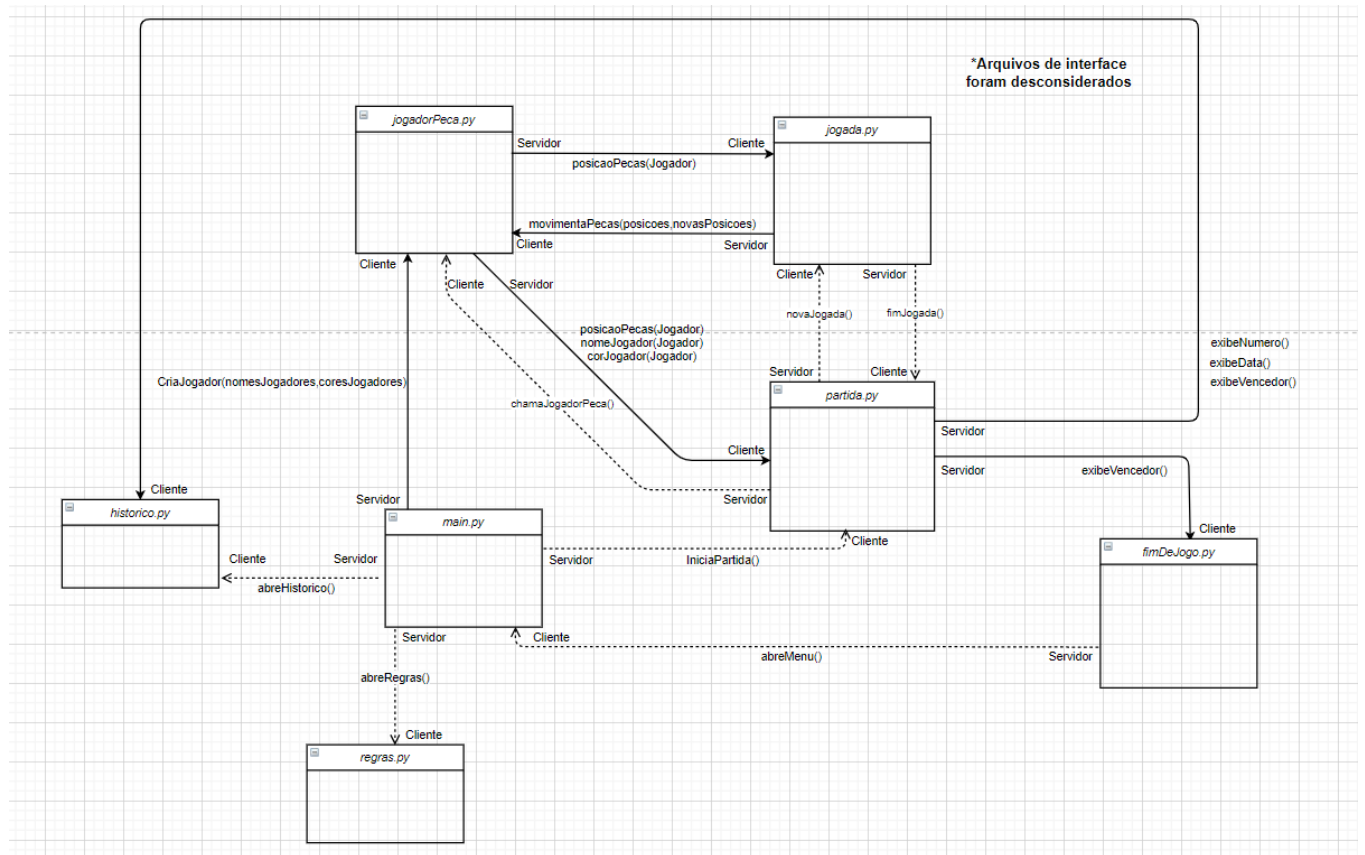 *Arquivos de interface
foram desconsiderados
jogadorPeca.py
jogada.py
Servidor
Cliente
posicaoPecas(Jogador)
movimentaPecas(posicoes,novasPosicoes)
Cliente
Servidor
Cliente
Cliente
Servidor
Cliente
Servidor
novaJogada()
fimJogada()
posicaoPecas(Jogador)
nomeJogador(Jogador)
corJogador(Jogador)
exibeNumero()
exibeData()
exibeVencedor()
CriaJogador(nomesJogadores,coresJogadores)
chamaJogadorPeca()
Servidor
Cliente
partida.py
Servidor
Cliente
Servidor
exibeVencedor()
Cliente
Servidor
Servidor
historico.py
main.py
Cliente
Cliente
fimDeJogo.py
Cliente
Servidor
Servidor
IniciaPartida()
abreHistorico()
Servidor
Cliente
abreMenu()
Servidor
abreRegras()
Cliente
regras.py